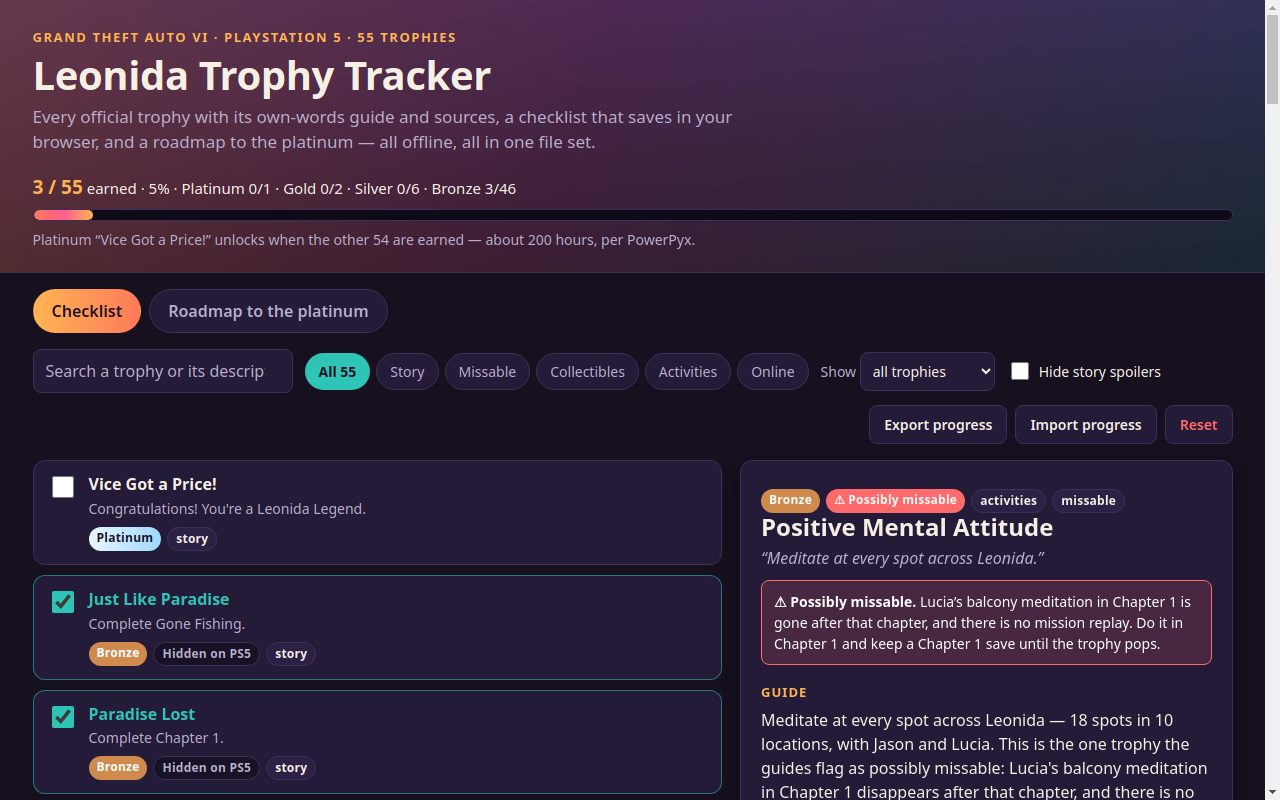 GRAND THEFT AUTO VI · PLAYSTATION 5 · 55 TROPHIES
Leonida Trophy Tracker
Every official trophy with its own-words guide and sources, a checklist that saves in your
browser, and a roadmap to the platinum — all offline, all in one file set.
3 / 55 earned · 5% · Platinum 0/1 · Gold 0/2 · Silver 0/6 · Bronze 3/46
Platinum “Vice Got a Price!” unlocks when the other 54 are earned — about 200 hours, per PowerPyx.
Checklist
Roadmap to the platinum
Search a trophy or its descrip
All 55
Story
Missable
Collectibles
Activities
Online
Show
all trophies
Hide story spoilers
Export progress
Import progress
Reset
Vice Got a Price!
Congratulations! You're a Leonida Legend.
Platinum
story
Just Like Paradise
Complete Gone Fishing.
Bronze
Hidden on PS5
story
Paradise Lost
Complete Chapter 1.
Bronze
Hidden on PS5
story
Bronze
⚠ Possibly missable
activities
missable
Positive Mental Attitude
“Meditate at every spot across Leonida.”
⚠ Possibly missable. Lucia’s balcony meditation in Chapter 1 is
gone after that chapter, and there is no mission replay. Do it in
Chapter 1 and keep a Chapter 1 save until the trophy pops.
GUIDE
Meditate at every spot across Leonida — 18 spots in 10
locations, with Jason and Lucia. This is the one trophy the
guides flag as possibly missable: Lucia's balcony meditation
in Chapter 1 disappears after that chapter, and there is no